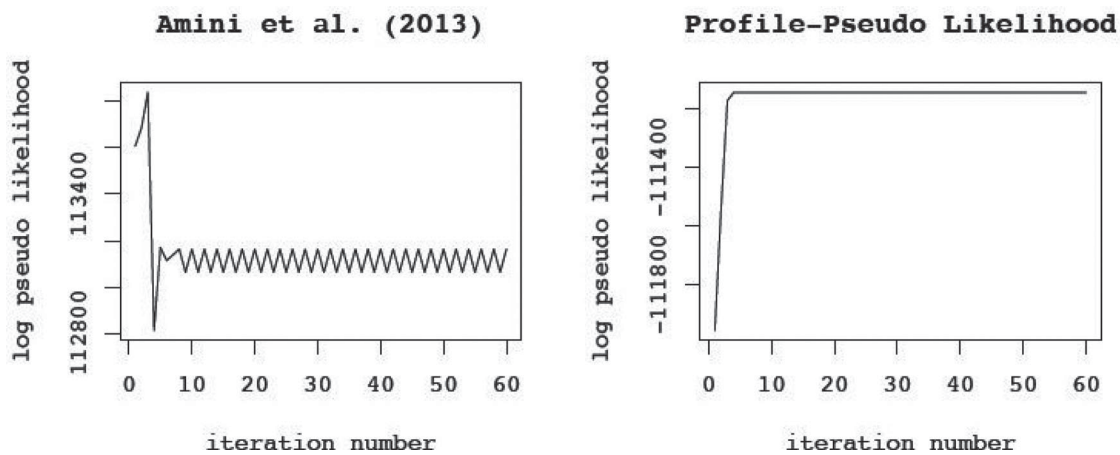 Amini et al. (2013)
log pseudo likelihood
113400
112800
0 10 20 30 40 50 60
iteration number
Profile-Pseudo Likelihood
log pseudo likelihood
-111400
-111800
0 10 20 30 40 50 60
iteration number